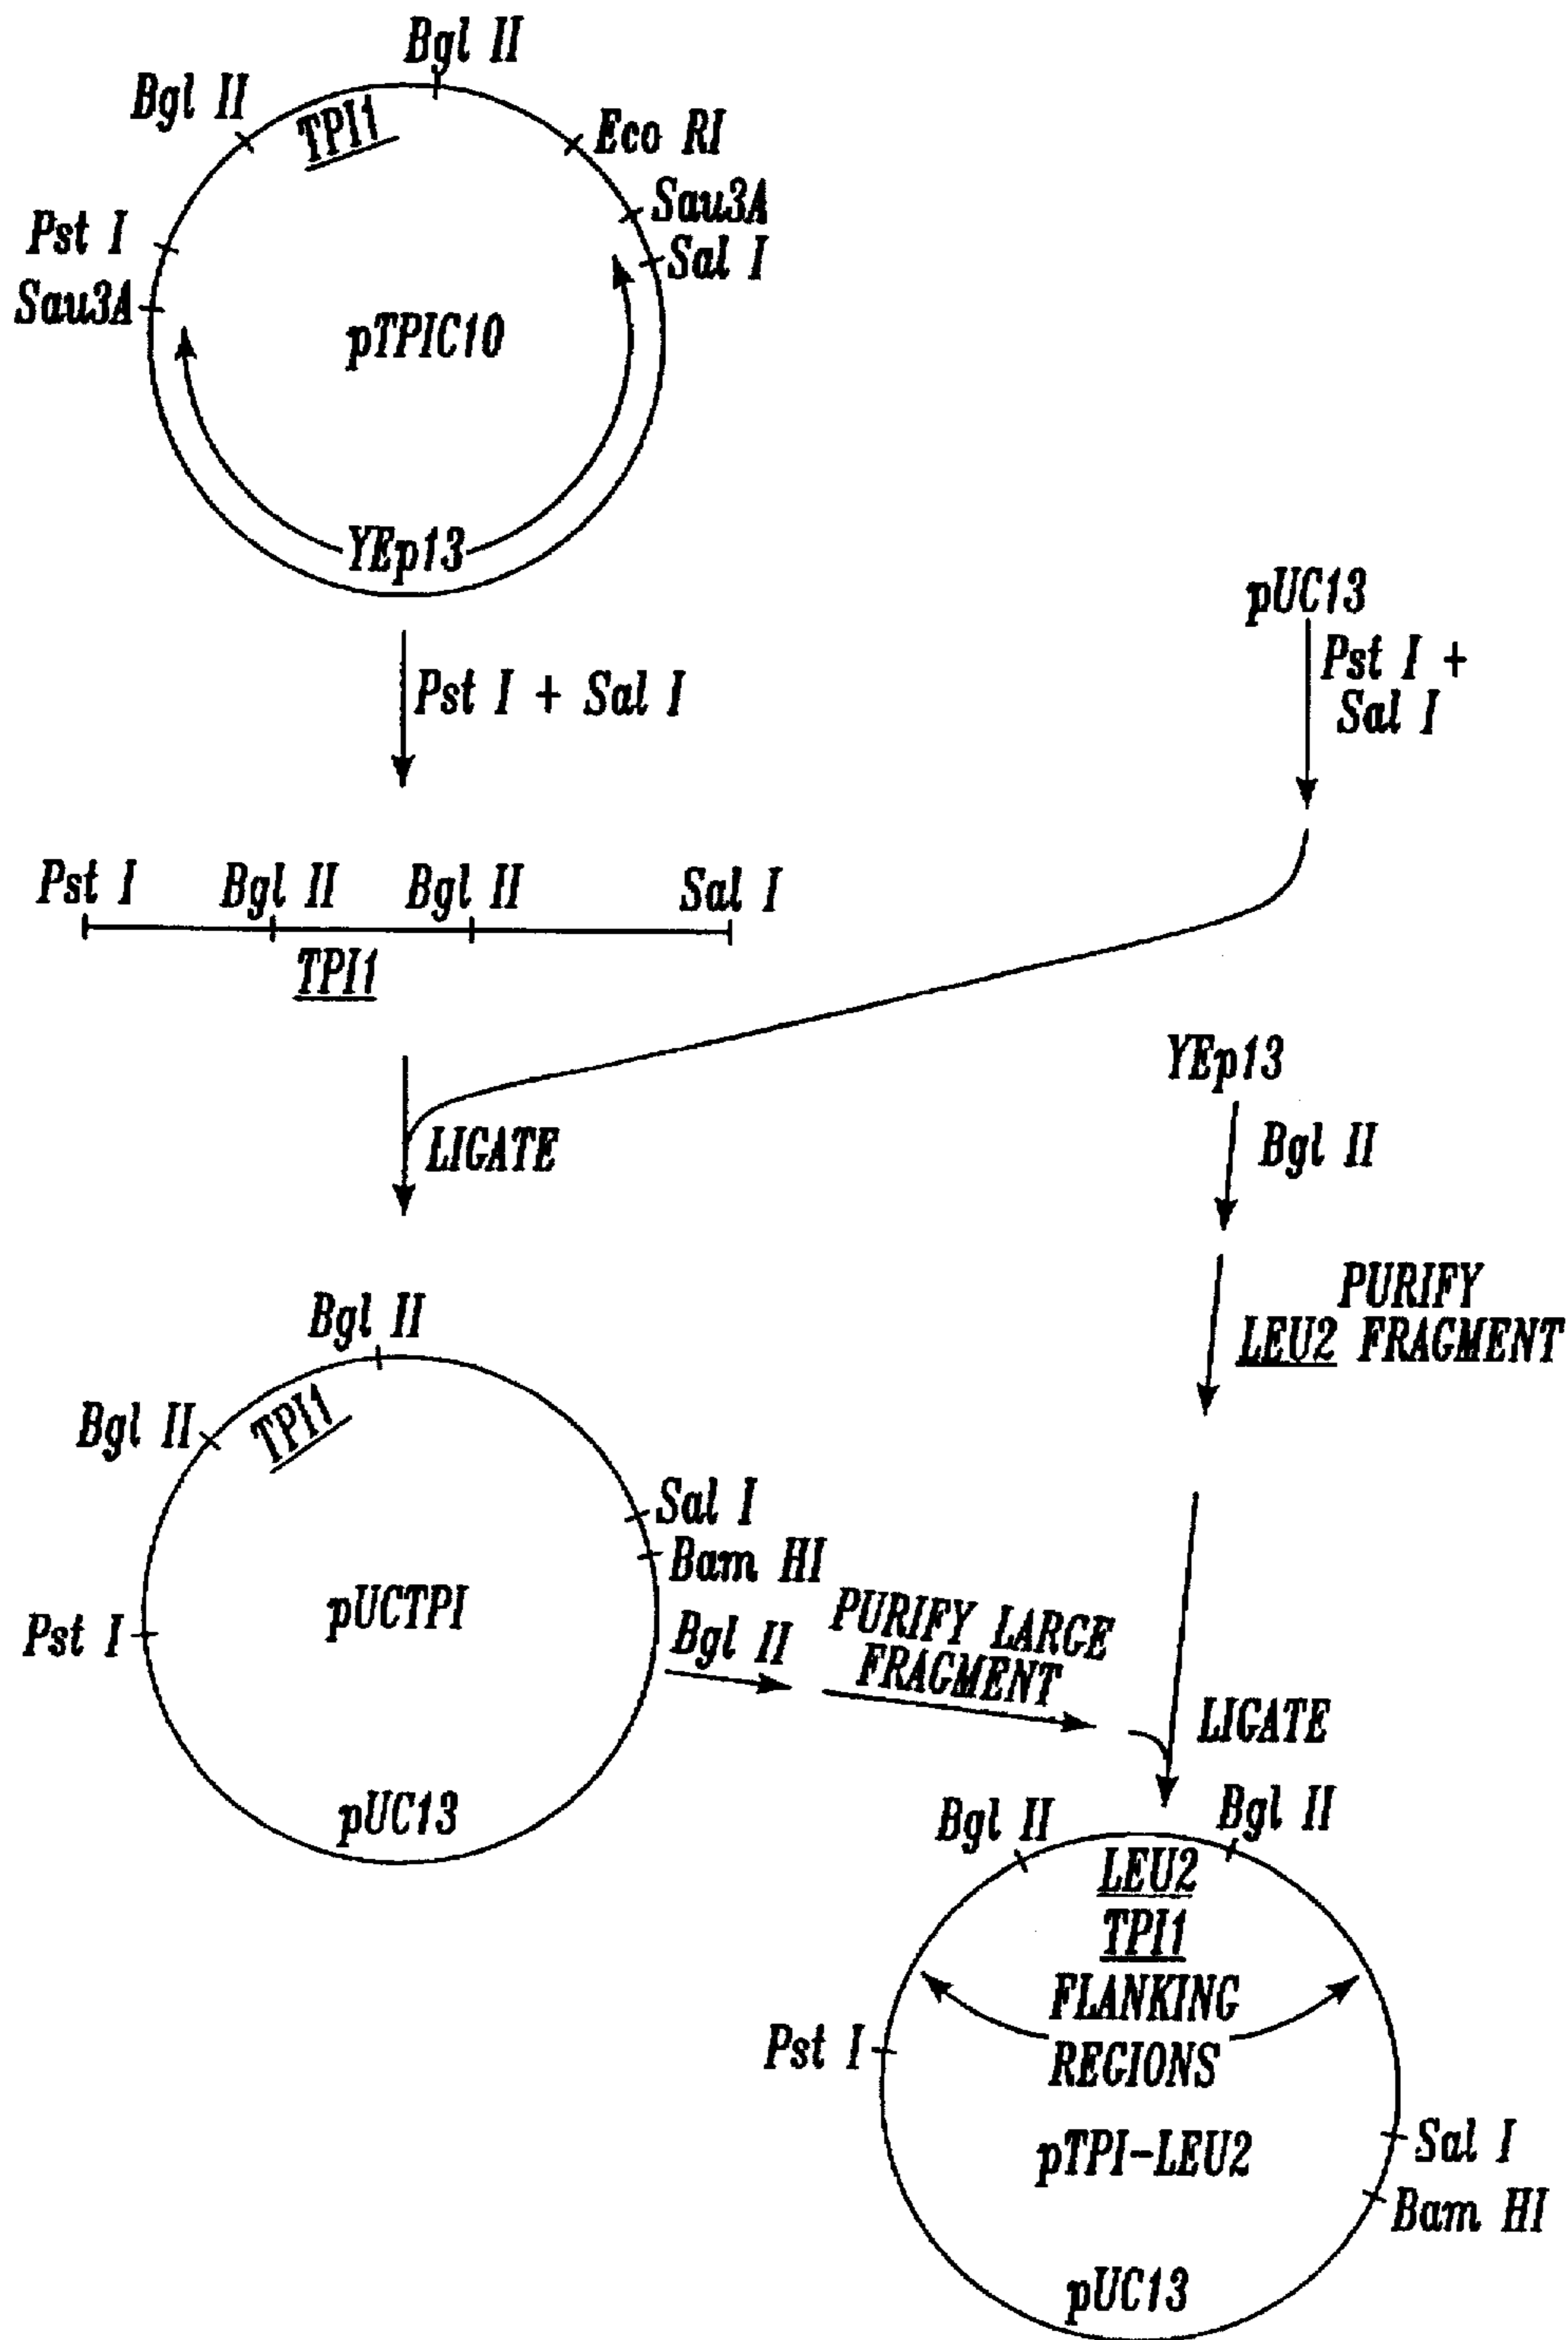 Bgl II
Bgl II
TPI1
Eco RI
Sau3A
Sal I
Pst I
Sau3A
pTPIC10
YEp13
Pst I + Sal I
pUC13
Pst I +
Sal I
Pst I
Bgl II
Bgl II
Sal I
TPI1
LIGATE
YEp13
Bgl II
PURIFY
LEU2 FRAGMENT
Bgl II
Bgl II
TPI1
Sal I
Bam HI
Pst I
pUCTPI
pUC13
Bgl II
PURIFY LARGE
FRAGMENT
LIGATE
Bgl II
Bgl II
LEU2
TPI1
FLANKING
REGIONS
Pst I
pTPI-LEU2
Sal I
Bam HI
pUC13